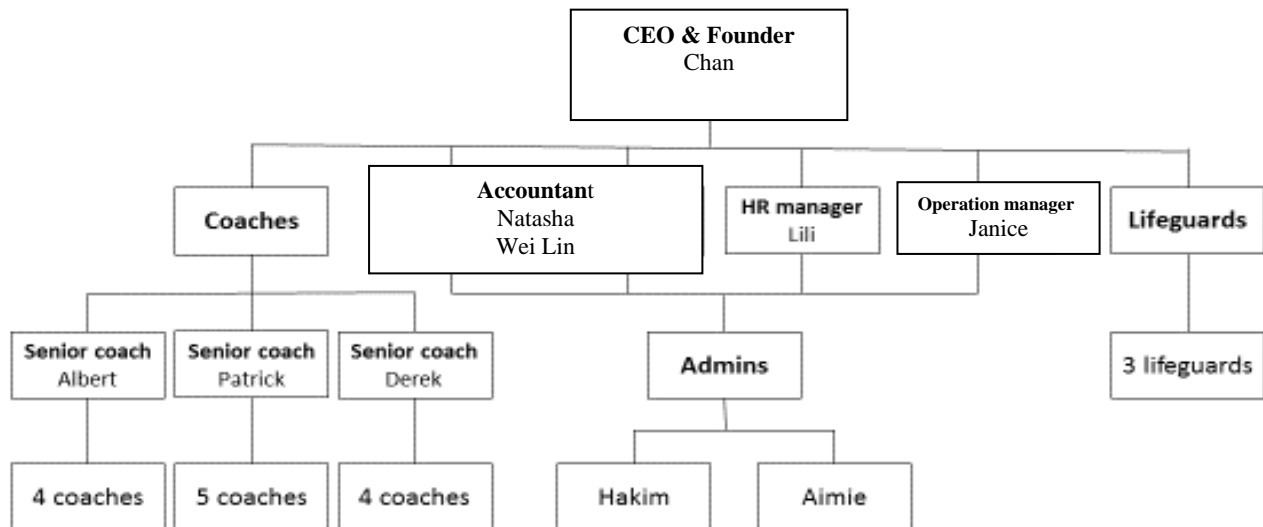 CEO & Founder
Chan
Coaches
Accountant
Natasha
Wei Lin
HR manager
Lili
Operation manager
Janice
Lifeguards
Senior coach
Albert
Senior coach
Patrick
Senior coach
Derek
Admins
3 lifeguards
4 coaches
5 coaches
4 coaches
Hakim
Aimie